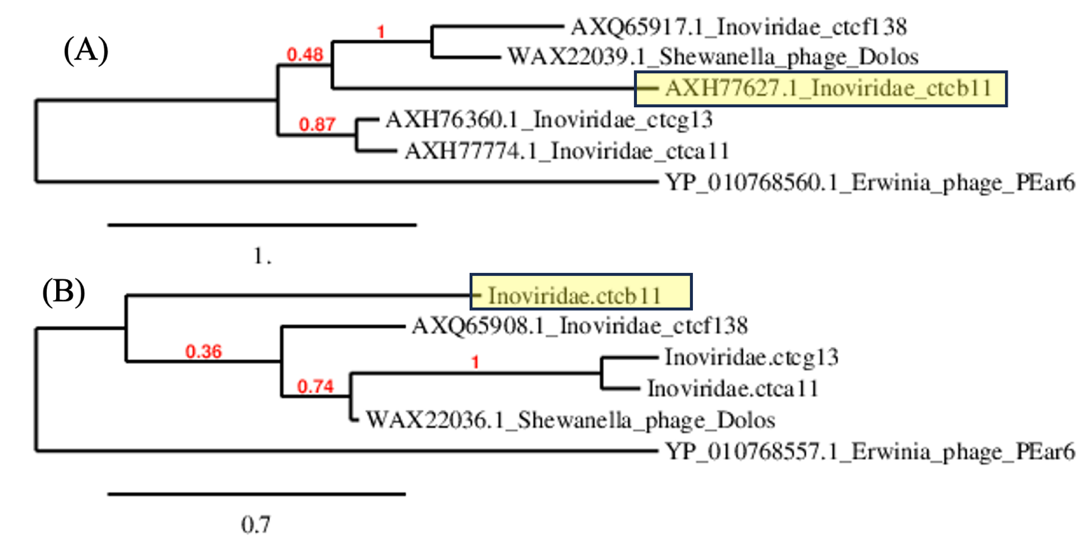 (A)
1
AXQ65917.1_Inoviridae_ctcf138
0.48
WAX22039.1_Shewanella_phage_Dolos
AXH77627.1_Inoviridae_ctcb11
0.87
AXH76360.1_Inoviridae_ctcg13
AXH77774.1_Inoviridae_ctca11
YP_010768560.1_Erwinia_phage_PEar6
1.
(B)
Inoviridae.ctcb11
AXQ65908.1_Inoviridae_ctcf138
0.36
1
Inoviridae.ctcg13
0.74
Inoviridae.ctca11
WAX22036.1_Shewanella_phage_Dolos
YP_010768557.1_Erwinia_phage_PEar6
0.7